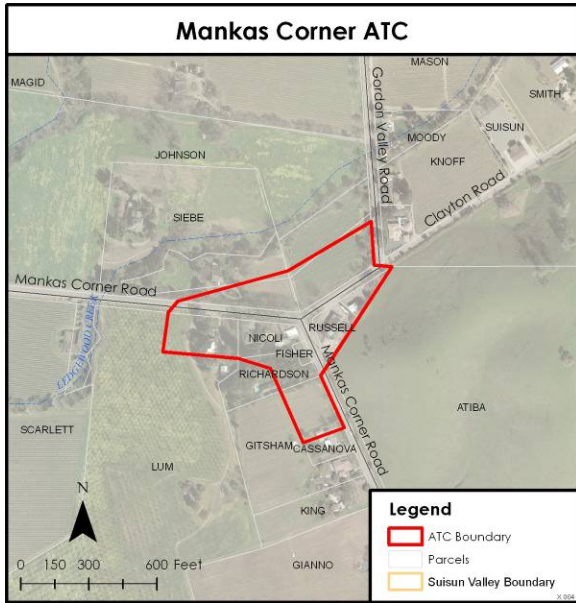 Mankas Corner ATC
MASON
SMITH
MAGID
Gordon Valley Road
SUISUN
MOODY
KNOFF
JOHNSON
Clayton Road
SIEBE
Mankas Corner Road
LEDGEWOOD CREEK
RUSSELL
NICOLI
FISHER
RICHARDSON
Mankas Corner Road
ATIBA
SCARLETT
GITSHAM
CASSANOVA
LUM
N
KING
GIANNO
0 150 300 600 Feet
Legend
ATC Boundary
Parcels
Suisun Valley Boundary